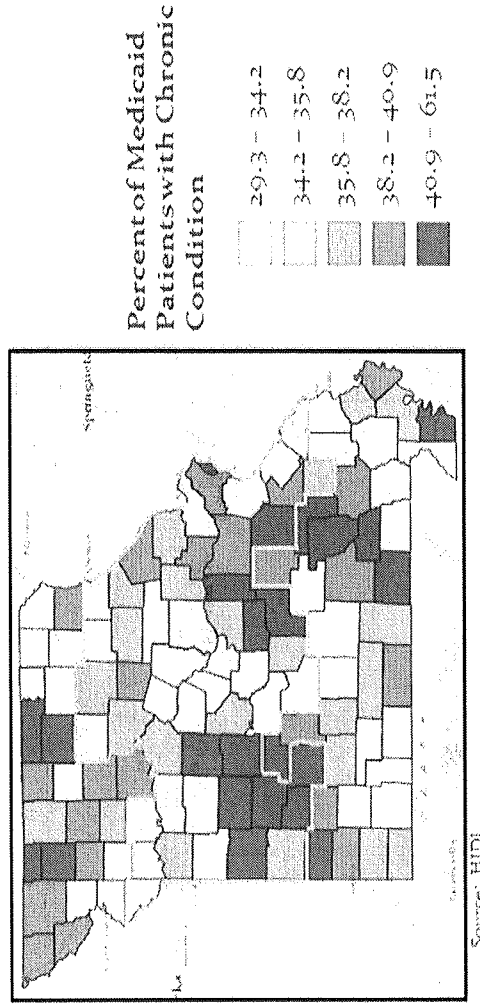 Percent of Medicaid
Patients with Chronic
Condition
29.3 – 34.2
34.2 – 35.8
35.8 – 38.2
38.2 – 40.9
40.9 – 61.5
Source: HIDI